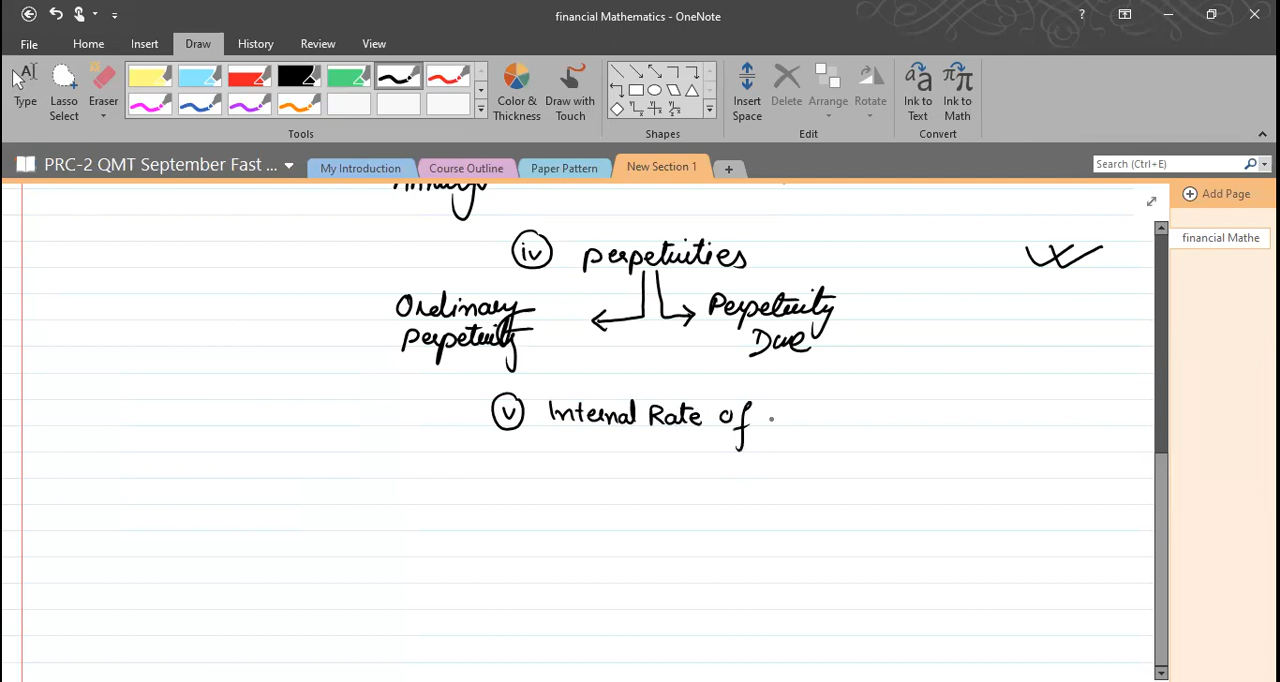 financial Mathematics - OneNote
File Home Insert Draw History Review View
Type
Lasso Select
Eraser
Color & Thickness
Draw with Touch
Insert Space
Delete
Arrange
Rotate
Ink to Text
Ink to Math
Tools
Shapes
Edit
Convert
PRC-2 QMT September Fast ...
My Introduction
Course Outline
Paper Pattern
New Section 1
Search (Ctrl+E)
Add Page
financial Mathe
iv perpetuities
Ordinary perpetuity
Perpetuity Due
v Internal Rate of